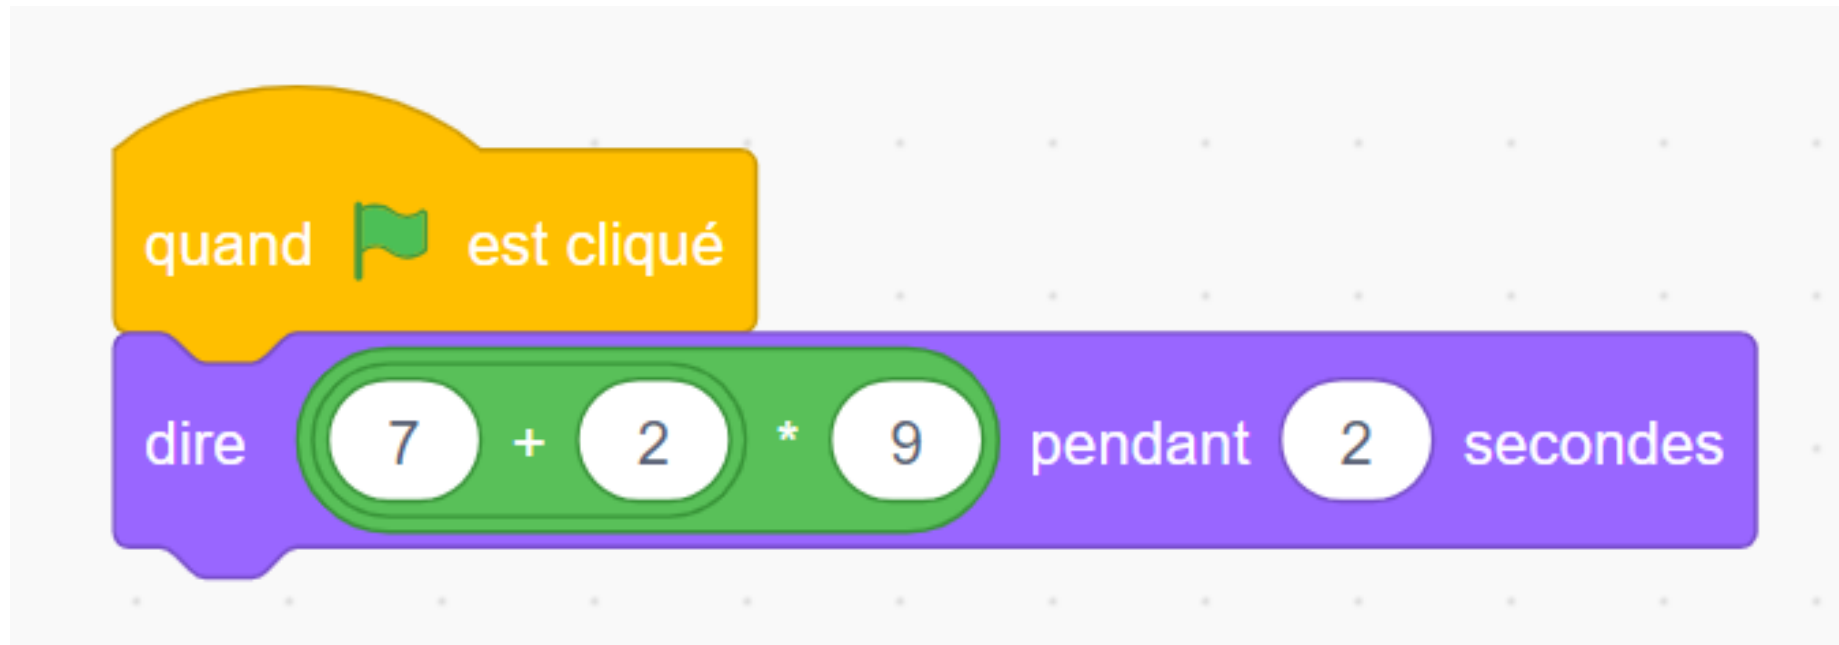 quand est cliqué
dire 7 + 2 * 9 pendant 2 secondes